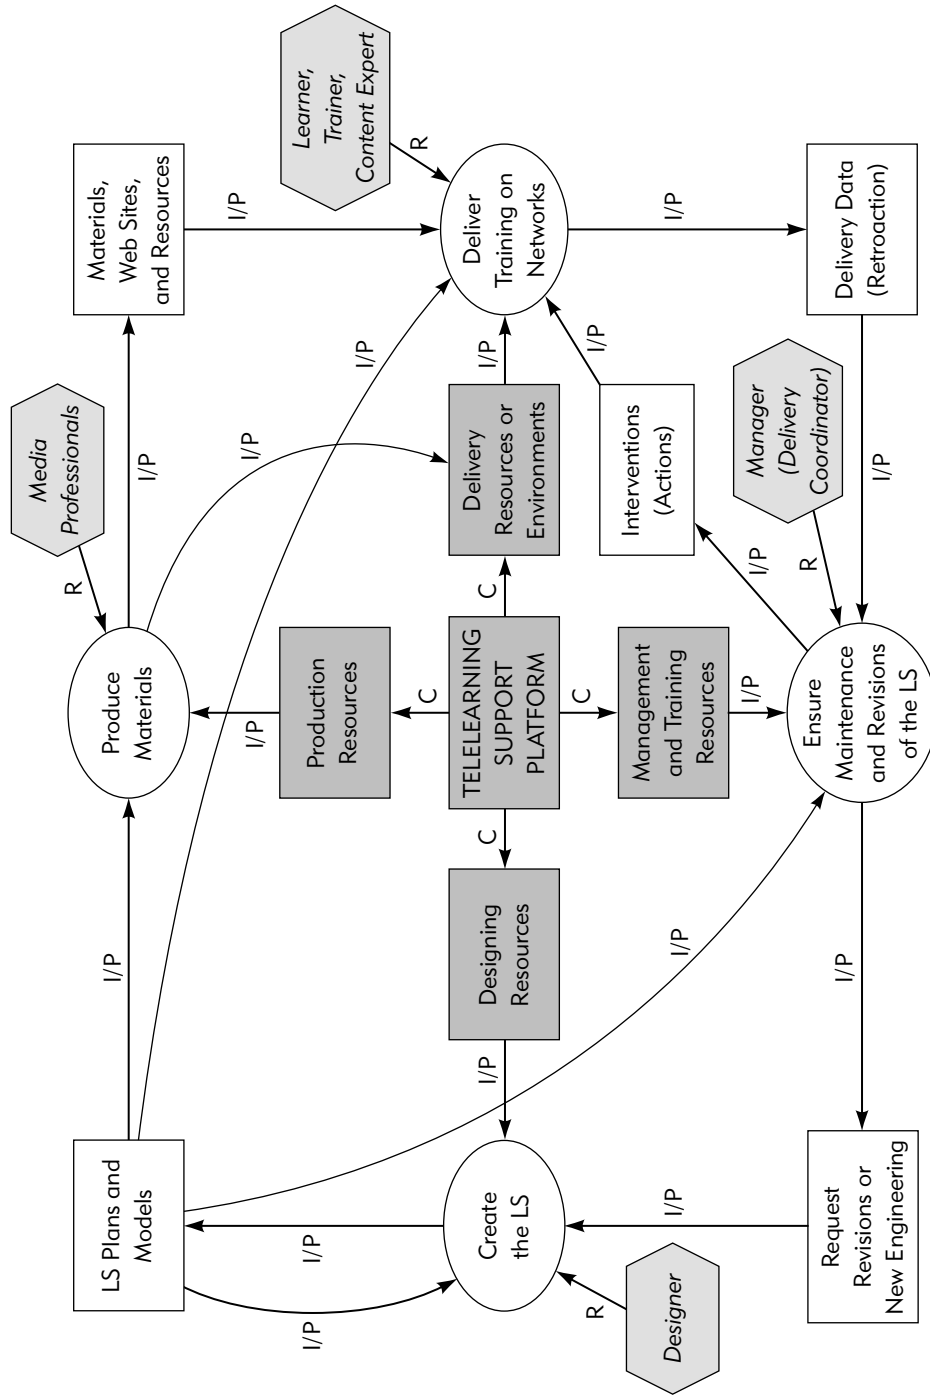 Media
Professionals
R
LS Plans and
Models
I/P
Produce
Materials
I/P
Materials,
Web Sites,
and Resources
I/P
I/P
I/P
I/P
I/P
Production
Resources
Learner,
Trainer,
Content Expert
I/P
R
C
Create
the LS
I/P
Designing
Resources
C
TELELEARNING
SUPPORT
PLATFORM
C
Delivery
Resources or
Environments
I/P
Deliver
Training on
Networks
C
R
I/P
Designer
Management
and Training
Resources
Interventions
(Actions)
I/P
I/P
I/P
I/P
I/P
Manager
(Delivery
Coordinator)
R
Request
Revisions or
New Engineering
I/P
Ensure
Maintenance
and Revisions
of the LS
I/P
Delivery Data
(Retroaction)